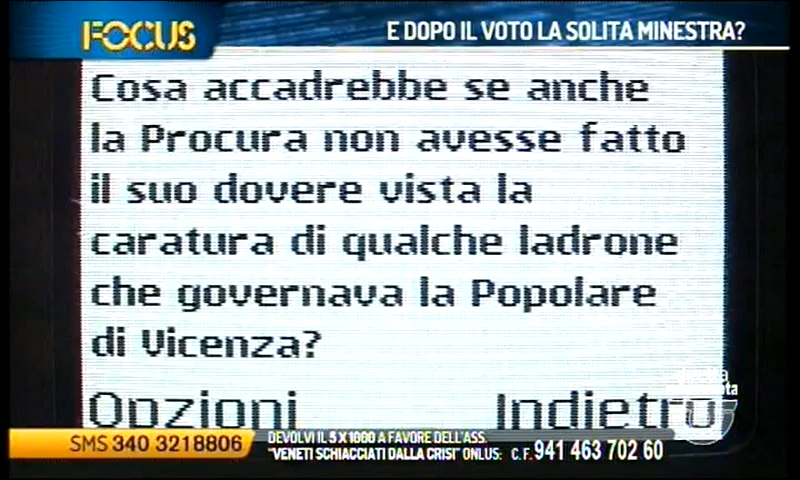 FOCUS
E DOPO IL VOTO LA SOLITA MINESTRA?
Cosa accadrebbe se anche
la Procura non avesse fatto
il suo dovere vista la
caratura di qualche ladrone
che governava la Popolare
di Vicenza?
Opzioni Indietro
SMS 340 3218806
DEVOLVI IL 5 X 1000 A FAVORE DELL'ASS.
"VENETI SCHIACCIATI DALLA CRISI" ONLUS: C.F. 941 463 702 60